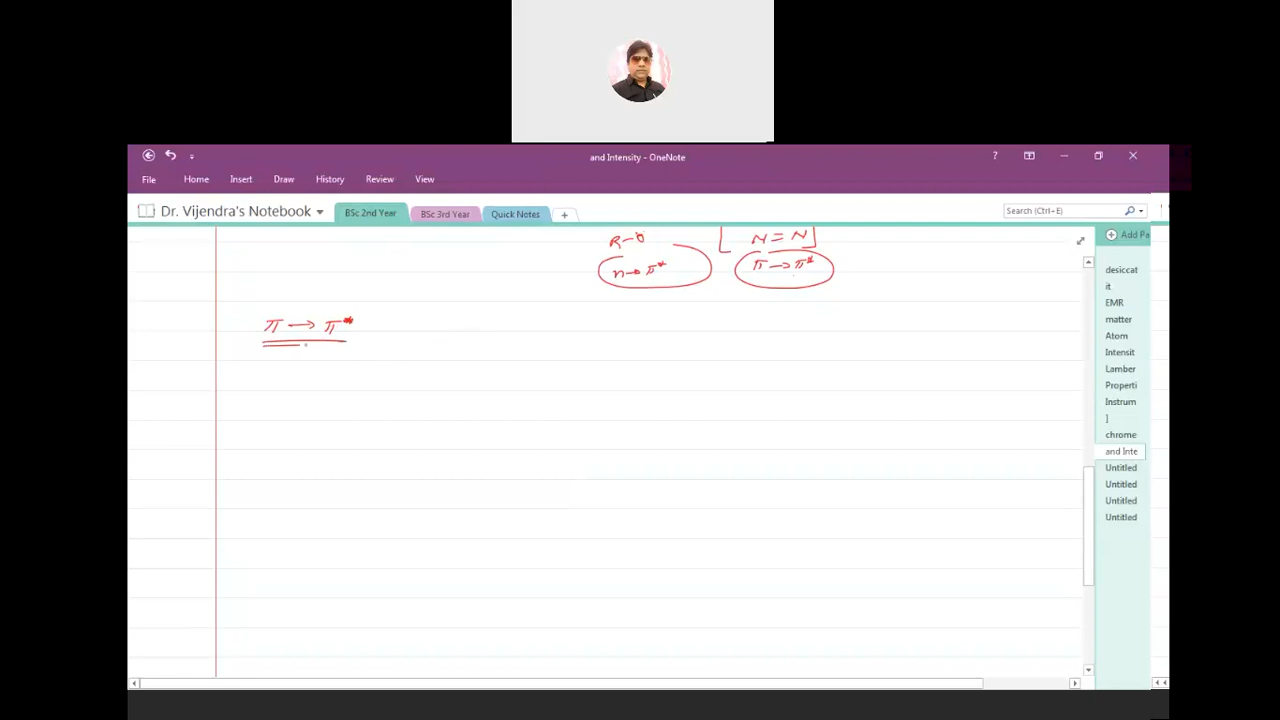 and Intensity - OneNote
File Home Insert Draw History Review View
Dr. Vijendra's Notebook BSc 2nd Year BSc 3rd Year Quick Notes
Search (Ctrl+E)
Add Pa
N = N
n→π* π→π*
π → π*
desiccat
it
EMR
matter
Atom
Intensit
Lamber
Properti
Instrum
]
chrome
and Inte
Untitled
Untitled
Untitled
Untitled